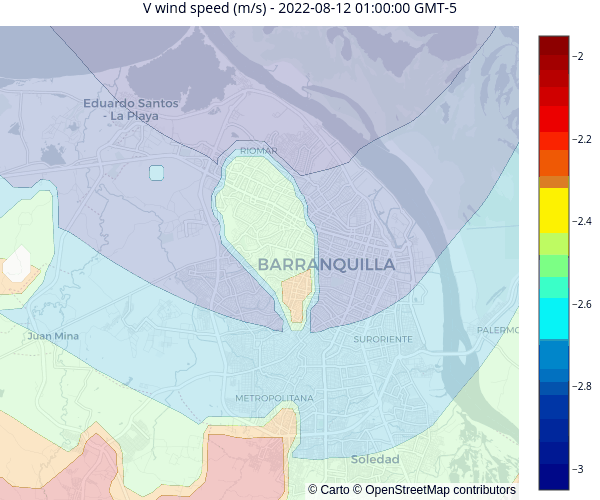 V wind speed (m/s) - 2022-08-12 01:00:00 GMT-5
−2
Eduardo Santos
- La Playa
−2.2
RIOMAR
−2.4
BARRANQUILLA
−2.6
PALERMO
Juan Mina
SURORIENTE
−2.8
METROPOLITANA
Soledad
−3
© Carto © OpenStreetMap contributors